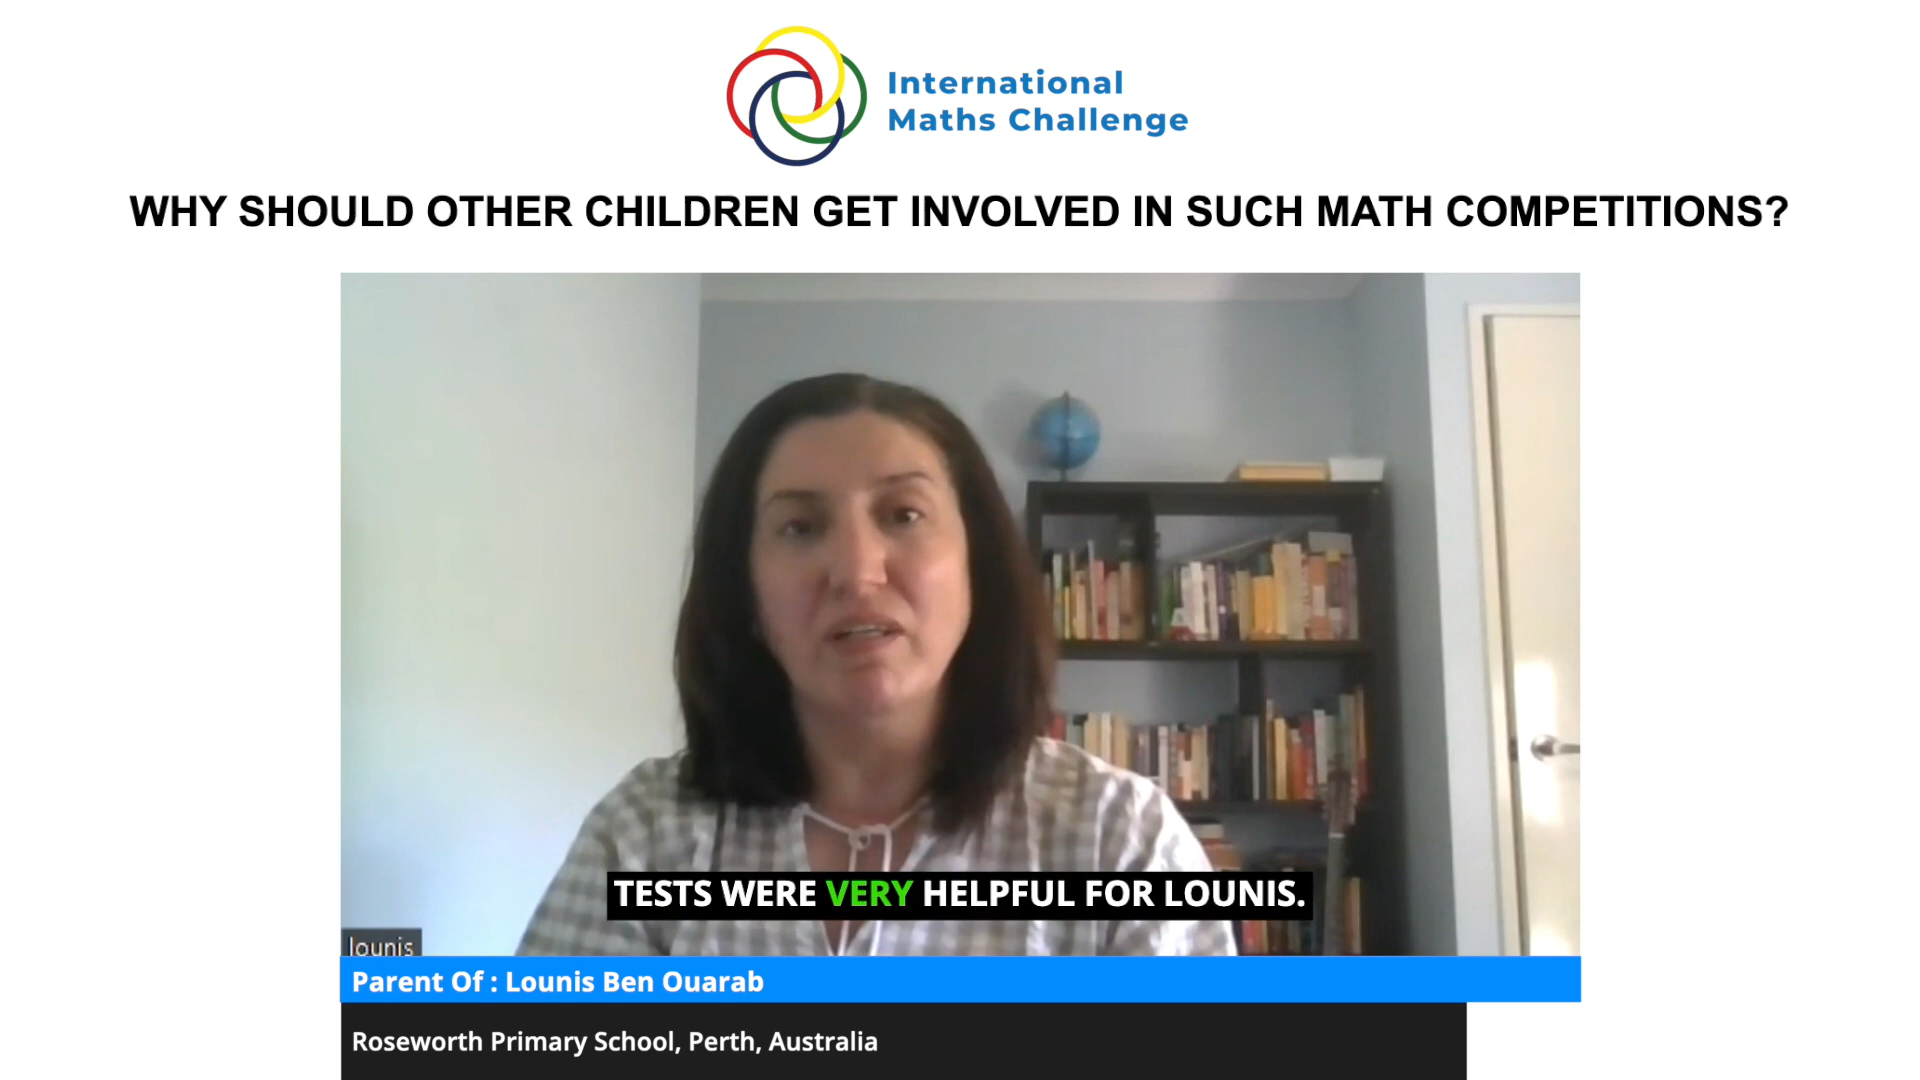 International
Maths Challenge
WHY SHOULD OTHER CHILDREN GET INVOLVED IN SUCH MATH COMPETITIONS?
TESTS WERE VERY HELPFUL FOR LOUNIS.
lounis
Parent Of : Lounis Ben Ouarab
Roseworth Primary School, Perth, Australia